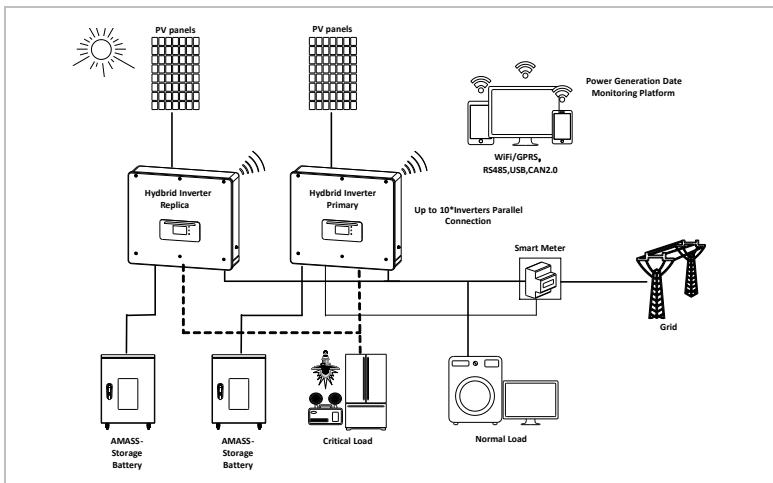 PV panels
PV panels
Power Generation Date
Monitoring Platform
WiFi/GPRS,
RS485,USB,CAN2.0
Hydbrid Inverter
Replica
Hydbrid Inverter
Primary
Up to 10*Inverters Parallel
Connection
Smart Meter
Grid
AMASS-
Storage
Battery
AMASS-
Storage
Battery
Critical Load
Normal Load